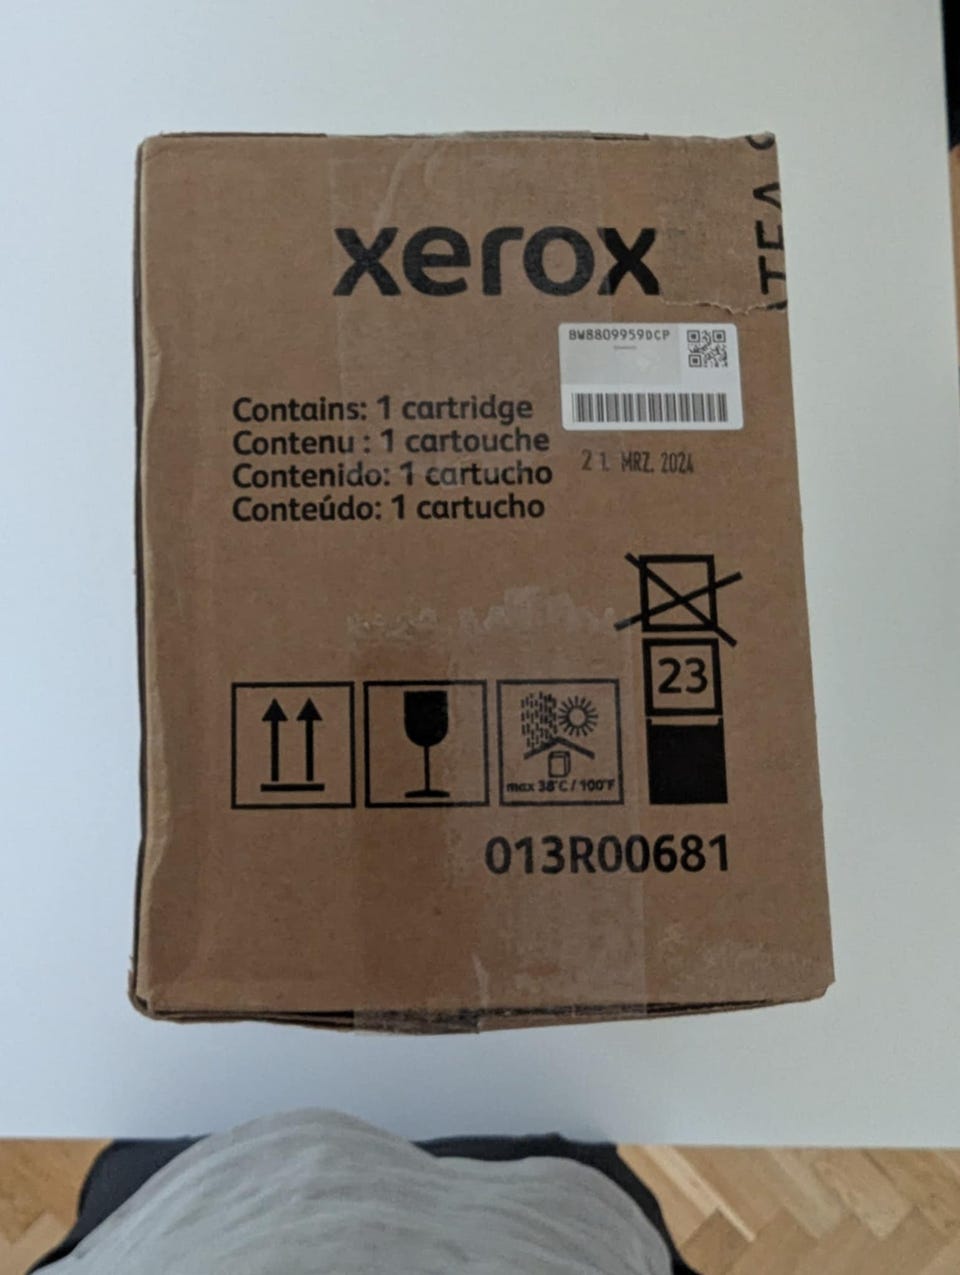 xerox
BW8809959DCP
Contains: 1 cartridge
Contenu : 1 cartouche
Contenido: 1 cartucho
Conteúdo: 1 cartucho
21. MRZ. 2024
23
max 38°C / 100°F
013R00681